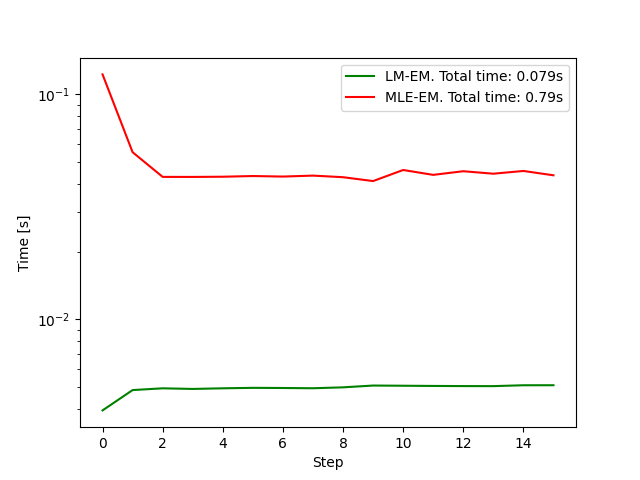 LM-EM. Total time: 0.079s
MLE-EM. Total time: 0.79s
Time [s]
10⁻¹
10⁻²
0 2 4 6 8 10 12 14
Step